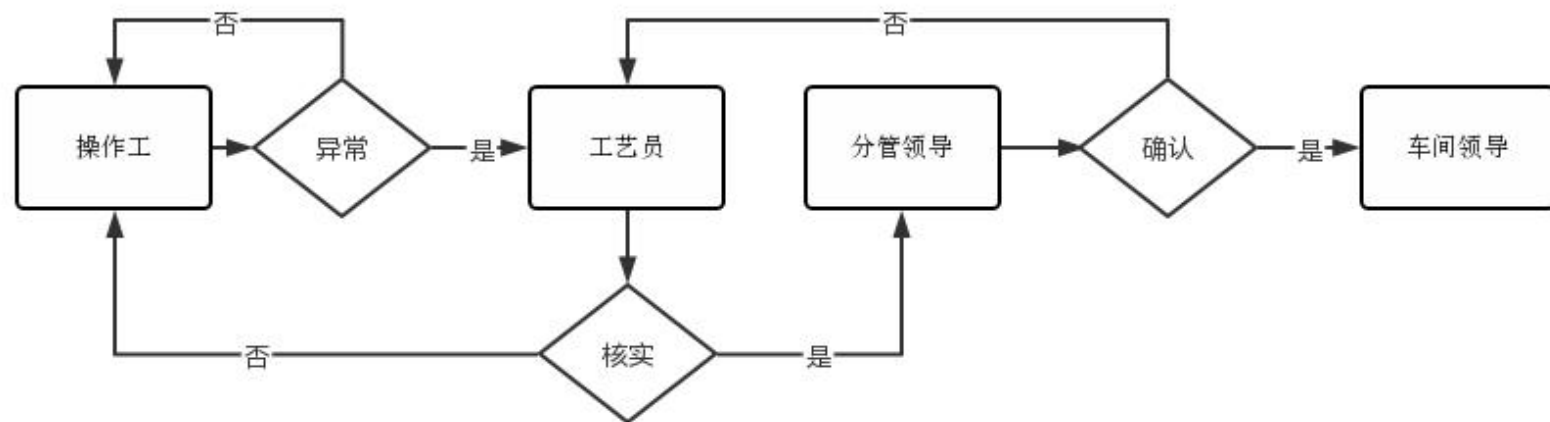 否
否
操作工
异常
是
工艺员
分管领导
确认
是
车间领导
否
核实
是